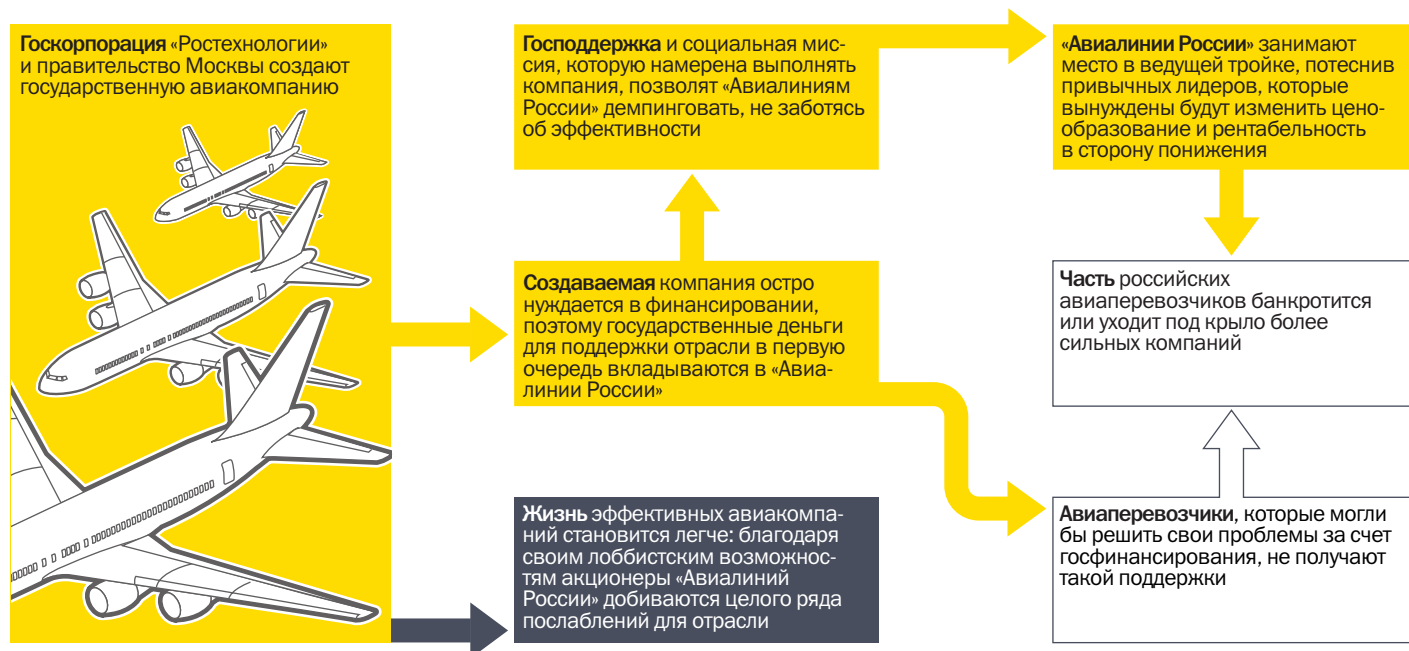 Госкорпорация «Ростехнологии»
и правительство Москвы создают
государственную авиакомпанию
Господдержка и социальная мис-
сия, которую намерена выполнять
компания, позволят «Авиалиниям
России» демпинговать, не заботясь
об эффективности
«Авиалинии России» занимают
место в ведущей тройке, потеснив
привычных лидеров, которые
вынуждены будут изменить цено-
образование и рентабельность
в сторону понижения
Создаваемая компания остро
нуждается в финансировании,
поэтому государственные деньги
для поддержки отрасли в первую
очередь вкладываются в «Авиа-
линии России»
Часть российских
авиаперевозчиков банкротится
или уходит под крыло более
сильных компаний
Жизнь эффективных авиакомпа-
ний становится легче: благодаря
своим лоббистским возможнос-
тям акционеры «Авиалиний
России» добиваются целого ряда
послаблений для отрасли
Авиаперевозчики, которые могли
бы решить свои проблемы за счет
госфинансирования, не получают
такой поддержки